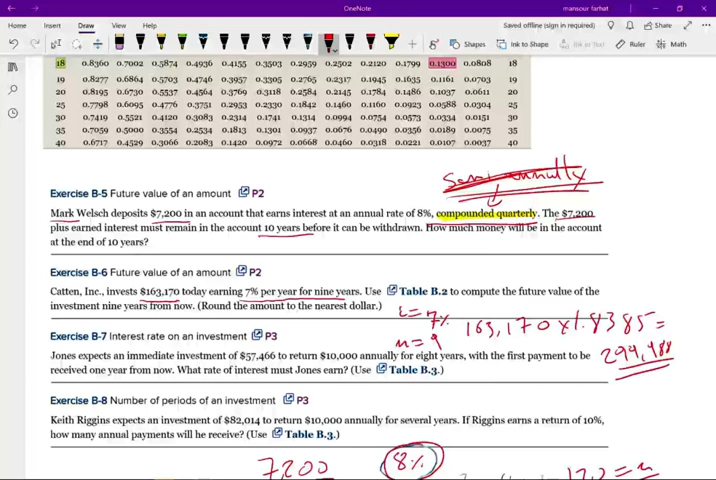 OneNote
mansour farhat
Home Insert Draw View Help Saved offline (sign in required) Share
Shapes Ink to Shape Ruler Math
18 0.8360 0.7002 0.5874 0.4936 0.4155 0.3503 0.2959 0.2502 0.2120 0.1799 0.1300 0.0808 18
19 0.8277 0.6864 0.5703 0.4746 0.3957 0.3305 0.2765 0.2317 0.1945 0.1635 0.1161 0.0703 19
20 0.8195 0.6730 0.5537 0.4564 0.3769 0.3118 0.2584 0.2145 0.1784 0.1486 0.1037 0.0611 20
25 0.7798 0.6095 0.4776 0.3751 0.2953 0.2330 0.1842 0.1460 0.1160 0.0923 0.0588 0.0304 25
30 0.7419 0.5521 0.4120 0.3083 0.2314 0.1741 0.1314 0.0994 0.0754 0.0573 0.0334 0.0151 30
35 0.7059 0.5000 0.3554 0.2534 0.1813 0.1301 0.0937 0.0676 0.0490 0.0356 0.0189 0.0075 35
40 0.6717 0.4529 0.3066 0.2083 0.1420 0.0972 0.0668 0.0460 0.0318 0.0221 0.0107 0.0037 40
Exercise B-5 Future value of an amount P2
Mark Welsch deposits $7,200 in an account that earns interest at an annual rate of 8%, compounded quarterly. The $7,200
plus earned interest must remain in the account 10 years before it can be withdrawn. How much money will be in the account
at the end of 10 years?
Exercise B-6 Future value of an amount P2
Catten, Inc., invests $163,170 today earning 7% per year for nine years. Use Table B.2 to compute the future value of the
investment nine years from now. (Round the amount to the nearest dollar.)
i=7%
n=9
163,170 x 1.8385 =
299,988
Exercise B-7 Interest rate on an investment P3
Jones expects an immediate investment of $57,466 to return $10,000 annually for eight years, with the first payment to be
received one year from now. What rate of interest must Jones earn? (Use Table B.3.)
Exercise B-8 Number of periods of an investment P3
Keith Riggins expects an investment of $82,014 to return $10,000 annually for several years. If Riggins earns a return of 10%,
how many annual payments will he receive? (Use Table B.3.)
7,200 8%